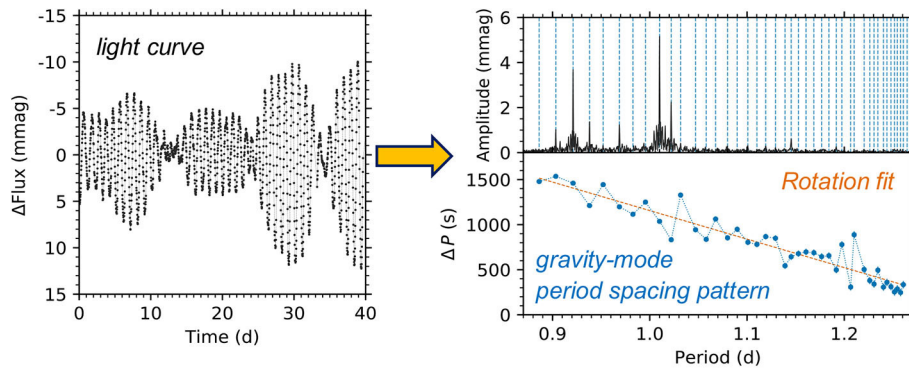 light curve
ΔFlux (mmag)
-15
-10
-5
0
5
10
15
0 10 20 30 40
Time (d)
Amplitude (mmag)
6
4
2
0
Rotation fit
gravity-mode
period spacing pattern
ΔP (s)
1500
1000
500
0
0.9 1.0 1.1 1.2
Period (d)